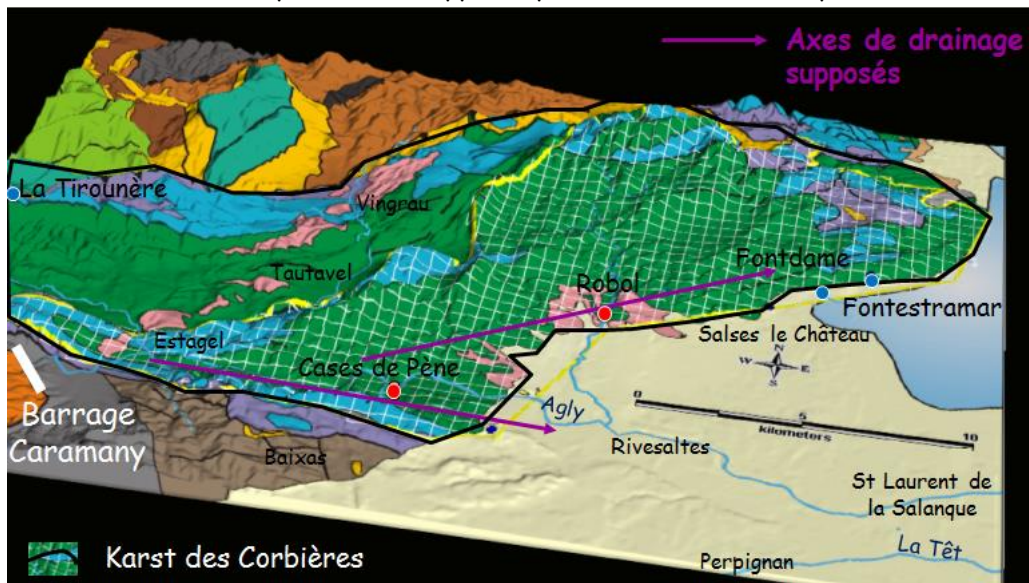 Axes de drainage
supposés
La Tirounère
Vingrau
Tautavel
Fontdame
Robol
Fontestramar
Estagel
Salses le Château
Cases de Pène
N
W E
S
Barrage
Caramany
Agly
0 5 10
kilometers
Baixas
Rivesaltes
St Laurent de
la Salanque
Karst des Corbières
Perpignan
La Têt